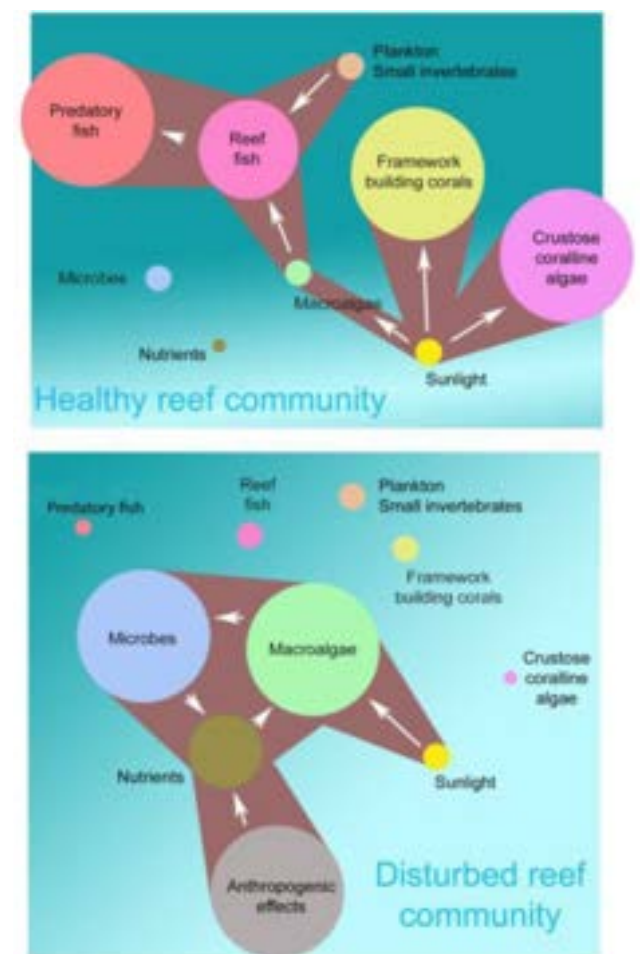 Plankton
Small invertebrates
Predatory
fish
Reef
fish
Framework
building corals
Crustose
coralline
algae
Microbes
Macroalgae
Nutrients
Sunlight
Healthy reef community
Reef
fish
Plankton
Small invertebrates
Predatory fish
Framework
building corals
Microbes
Macroalgae
Crustose
coralline
algae
Nutrients
Sunlight
Anthropogenic
effects
Disturbed reef
community